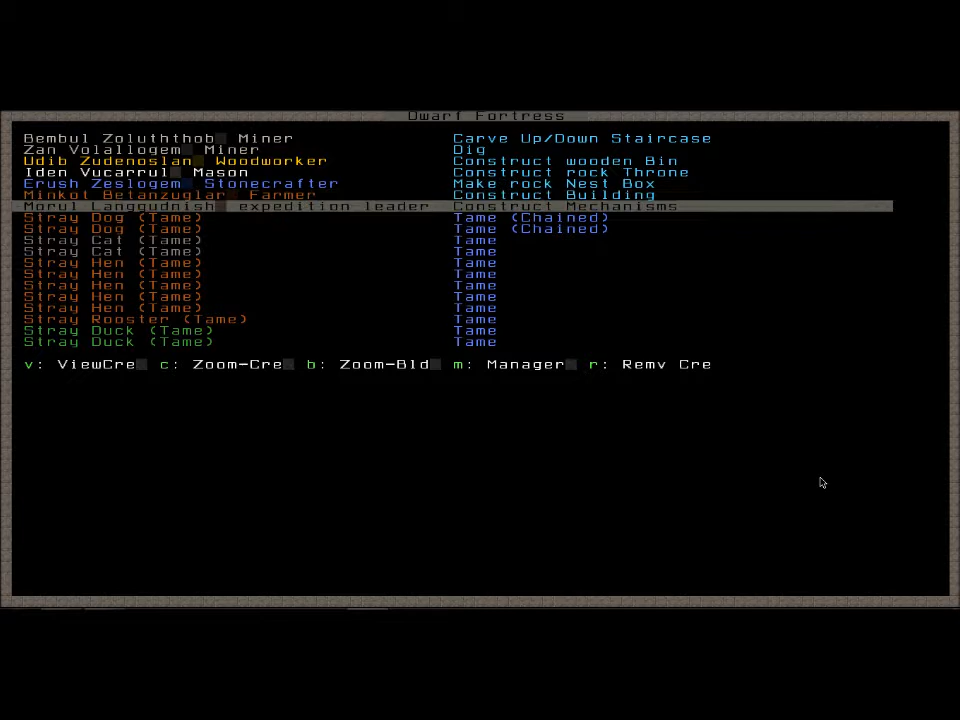 Dwarf Fortress
Bembul Zoluththob Miner Carve Up/Down Staircase
Zan Volallogem Miner Dig
Udib Zudenoslan Woodworker Construct wooden Bin
Iden Vucarrul Mason Construct rock Throne
Erush Zeslogem Stonecrafter Make rock Nest Box
Minkot Betanzuglar Farmer Construct Building
Morul Langgudnish expedition leader Construct Mechanisms
Stray Dog (Tame) Tame (Chained)
Stray Dog (Tame) Tame (Chained)
Stray Cat (Tame) Tame
Stray Cat (Tame) Tame
Stray Hen (Tame) Tame
Stray Hen (Tame) Tame
Stray Hen (Tame) Tame
Stray Hen (Tame) Tame
Stray Hen (Tame) Tame
Stray Rooster (Tame) Tame
Stray Duck (Tame) Tame
Stray Duck (Tame) Tame
v: ViewCre c: Zoom-Cre b: Zoom-Bld m: Manager r: Remv Cre